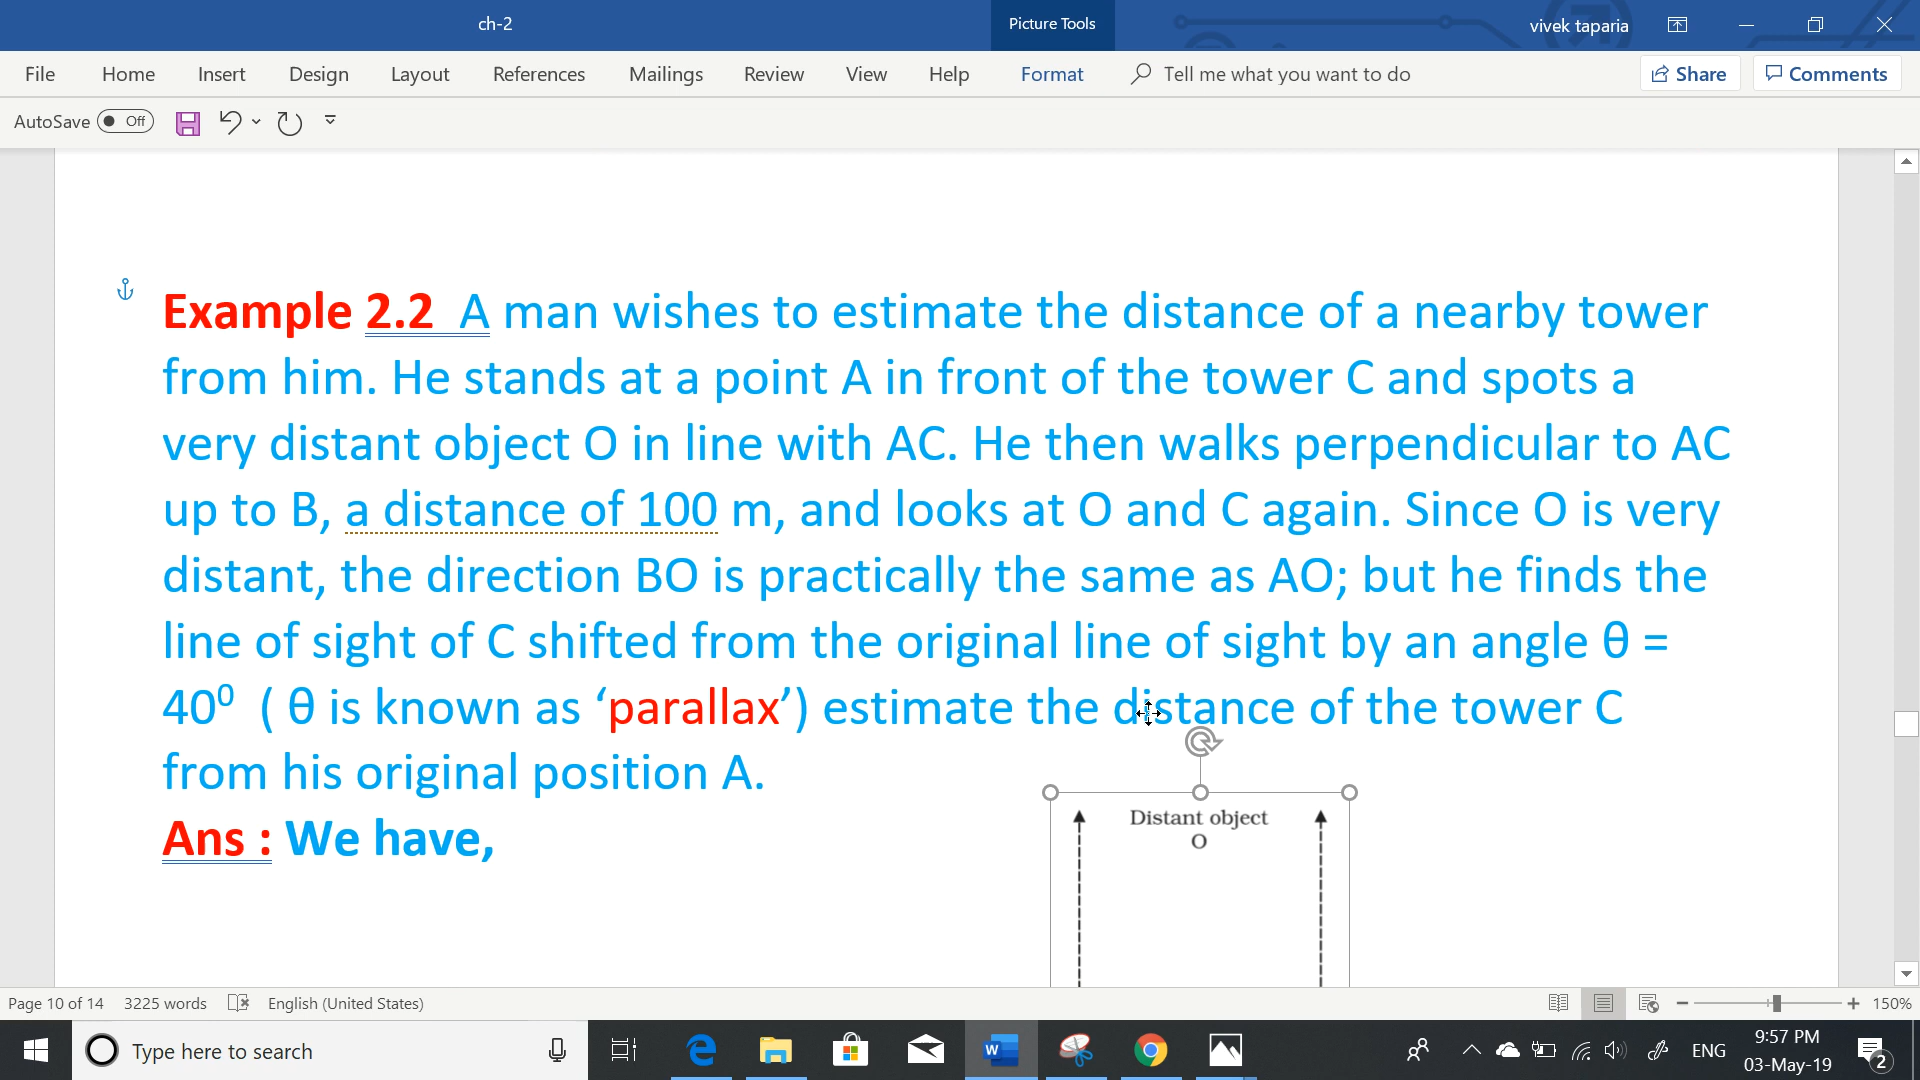 ch-2
Picture Tools
vivek taparia
File Home Insert Design Layout References Mailings Review View Help Format Tell me what you want to do Share Comments
AutoSave Off
Example 2.2 A man wishes to estimate the distance of a nearby tower
from him. He stands at a point A in front of the tower C and spots a
very distant object O in line with AC. He then walks perpendicular to AC
up to B, a distance of 100 m, and looks at O and C again. Since O is very
distant, the direction BO is practically the same as AO; but he finds the
line of sight of C shifted from the original line of sight by an angle θ =
40⁰ ( θ is known as ‘parallax’) estimate the distance of the tower C
from his original position A.
Ans : We have,
Distant object
O
Page 10 of 14 3225 words English (United States) 150%
Type here to search
ENG
9:57 PM
03-May-19
2